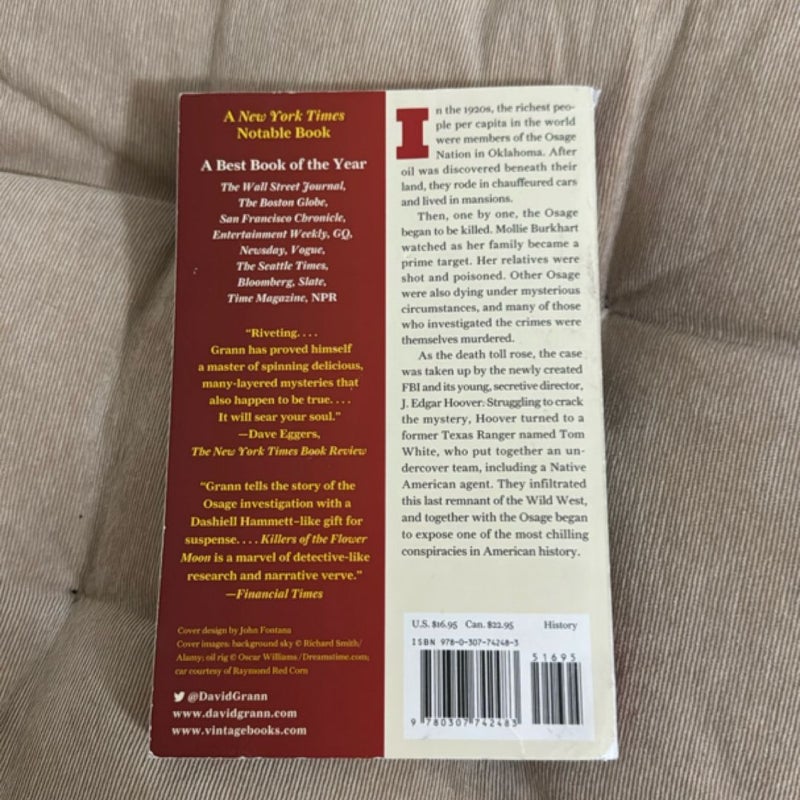 A New York Times
Notable Book
A Best Book of the Year
The Wall Street Journal,
The Boston Globe,
San Francisco Chronicle,
Entertainment Weekly, GQ,
Newsday, Vogue,
The Seattle Times,
Bloomberg, Slate,
Time Magazine, NPR
“Riveting. . . .
Grann has proved himself
a master of spinning delicious,
many-layered mysteries that
also happen to be true. . . .
It will sear your soul.”
—Dave Eggers,
The New York Times Book Review
“Grann tells the story of the
Osage investigation with a
Dashiell Hammett–like gift for
suspense. . . . Killers of the Flower
Moon is a marvel of detective-like
research and narrative verve.”
—Financial Times
Cover design by John Fontana
Cover images: background sky © Richard Smith/
Alamy; oil rig © Oscar Williams/Dreamstime.com;
car courtesy of Raymond Red Corn
@DavidGrann
www.davidgrann.com
www.vintagebooks.com
In the 1920s, the richest peo-
ple per capita in the world
were members of the Osage
Nation in Oklahoma. After
oil was discovered beneath their
land, they rode in chauffeured cars
and lived in mansions.
Then, one by one, the Osage
began to be killed. Mollie Burkhart
watched as her family became a
prime target. Her relatives were
shot and poisoned. Other Osage
were also dying under mysterious
circumstances, and many of those
who investigated the crimes were
themselves murdered.
As the death toll rose, the case
was taken up by the newly created
FBI and its young, secretive director,
J. Edgar Hoover. Struggling to crack
the mystery, Hoover turned to a
former Texas Ranger named Tom
White, who put together an un-
dercover team, including a Native
American agent. They infiltrated
this last remnant of the Wild West,
and together with the Osage began
to expose one of the most chilling
conspiracies in American history.
U.S. $16.95 Can. $22.95 History
ISBN 978-0-307-74248-3
51695
9 780307 742483